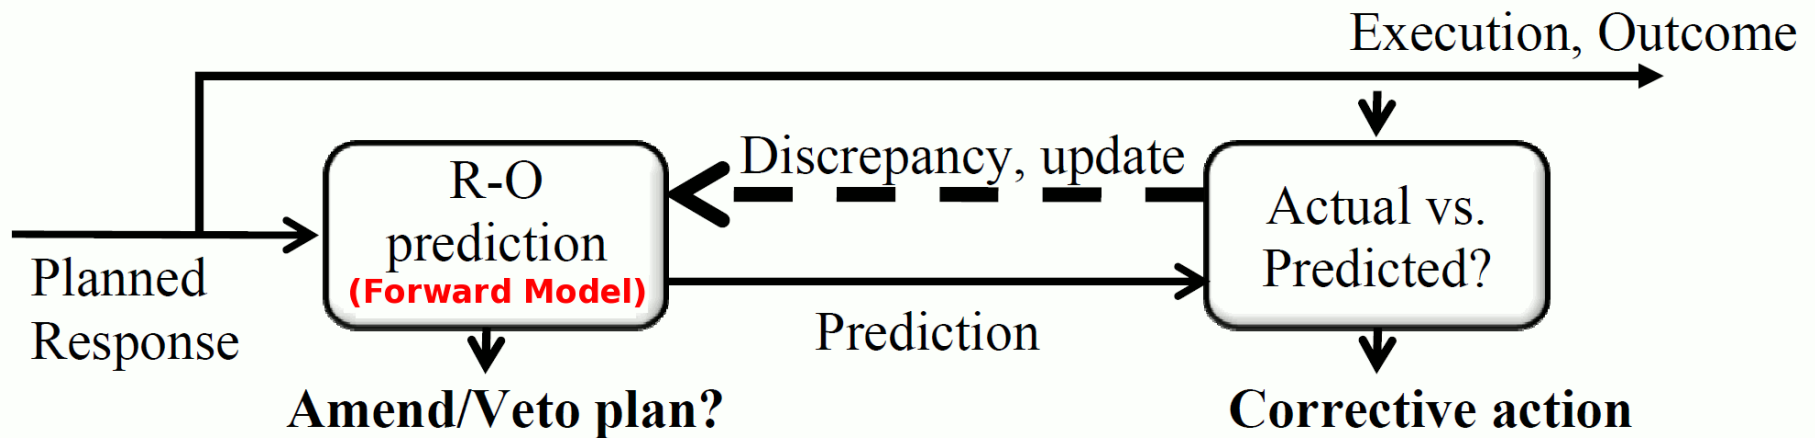 Execution, Outcome
Discrepancy, update
R-O
prediction
(Forward Model)
Actual vs.
Predicted?
Planned
Response
Prediction
Amend/Veto plan?
Corrective action